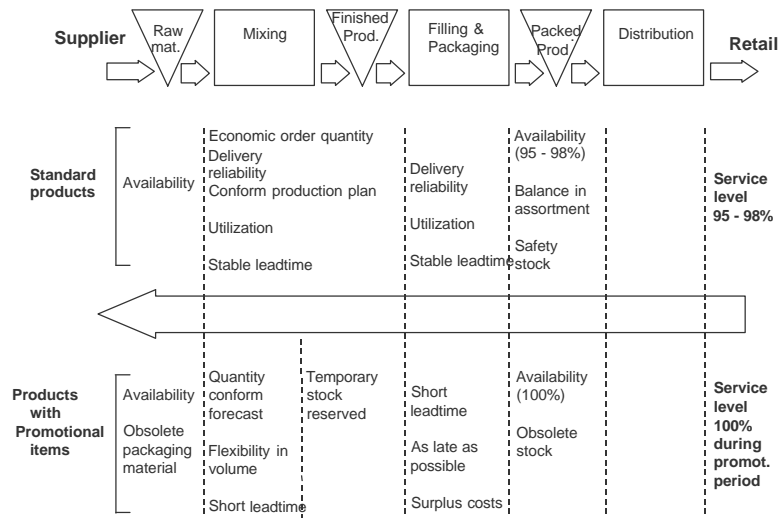 Supplier
Raw
mat.
Mixing
Finished
Prod.
Filling &
Packaging
Packed
Prod.
Distribution
Retail
Standard
products
Availability
Economic order quantity
Delivery
reliability
Conform production plan
Utilization
Stable leadtime
Delivery
reliability
Utilization
Stable leadtime
Availability
(95 - 98%)
Balance in
assortment
Safety
stock
Service
level
95 - 98%
Products
with
Promotional
items
Availability
Obsolete
packaging
material
Quantity
conform
forecast
Flexibility in
volume
Short leadtime
Temporary
stock
reserved
Short
leadtime
As late as
possible
Surplus costs
Availability
(100%)
Obsolete
stock
Service
level
100%
during
promot.
period